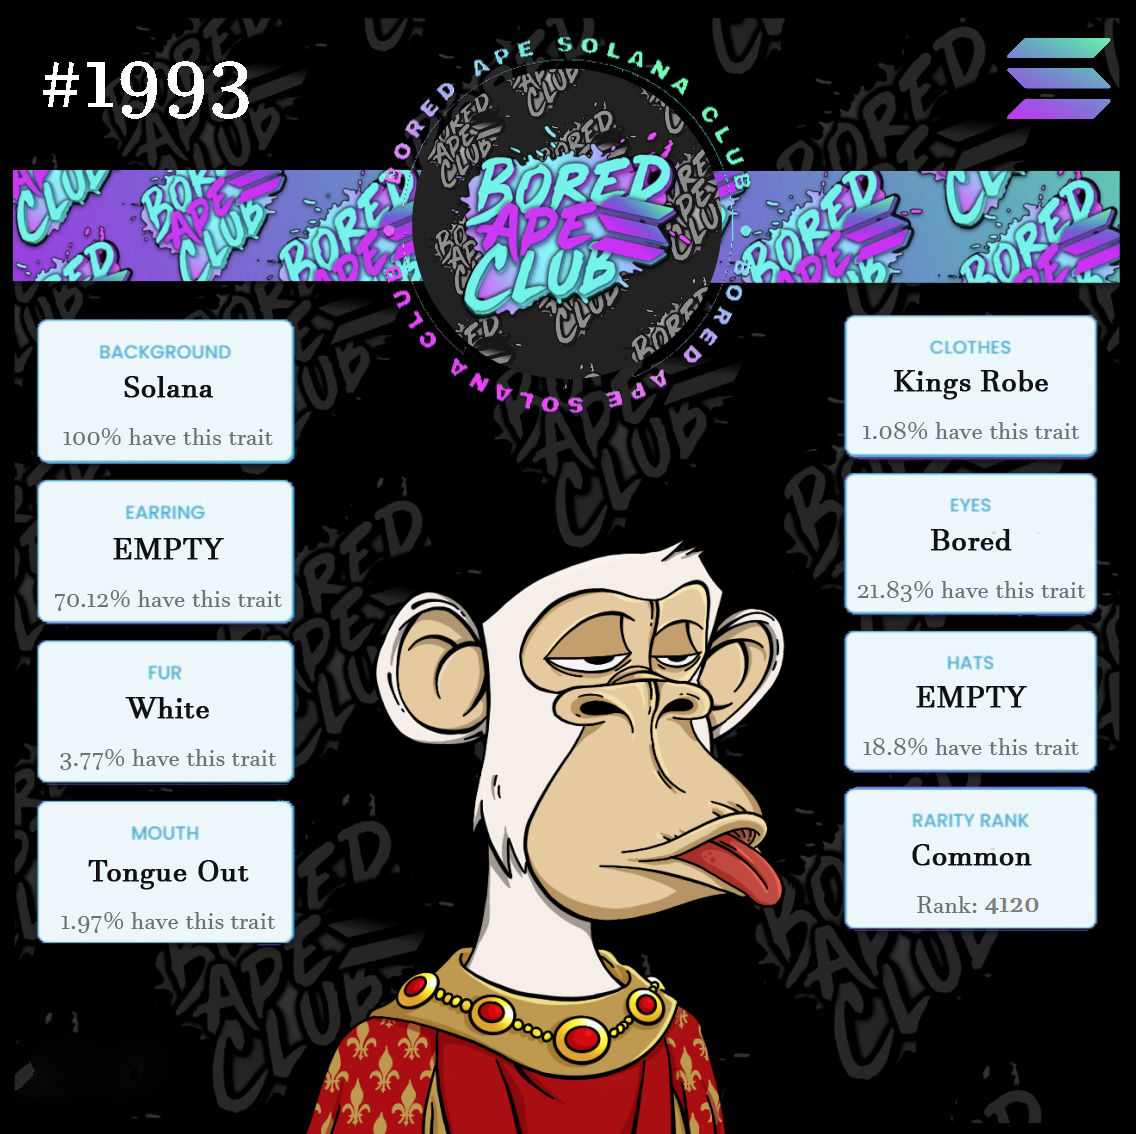 #1993
BORED APE SOLANA CLUB
BORED
APE
CLUB
BORED APE SOLANA CLUB
BACKGROUND
Solana
100% have this trait
EARRING
EMPTY
70.12% have this trait
FUR
White
3.77% have this trait
MOUTH
Tongue Out
1.97% have this trait
CLOTHES
Kings Robe
1.08% have this trait
EYES
Bored
21.83% have this trait
HATS
EMPTY
18.8% have this trait
RARITY RANK
Common
Rank: 4120